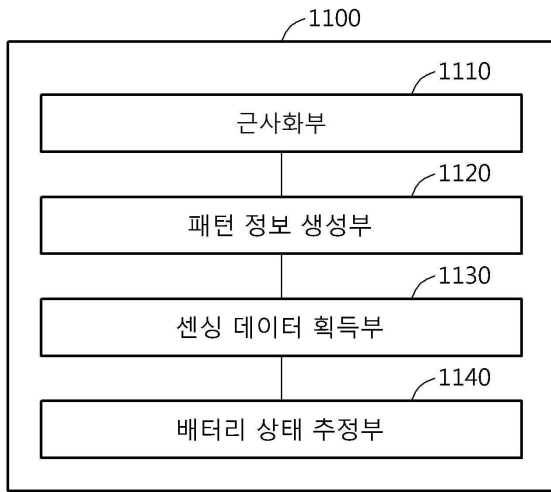 1100
1110
근사화부
1120
패턴 정보 생성부
1130
센싱 데이터 획득부
1140
배터리 상태 추정부